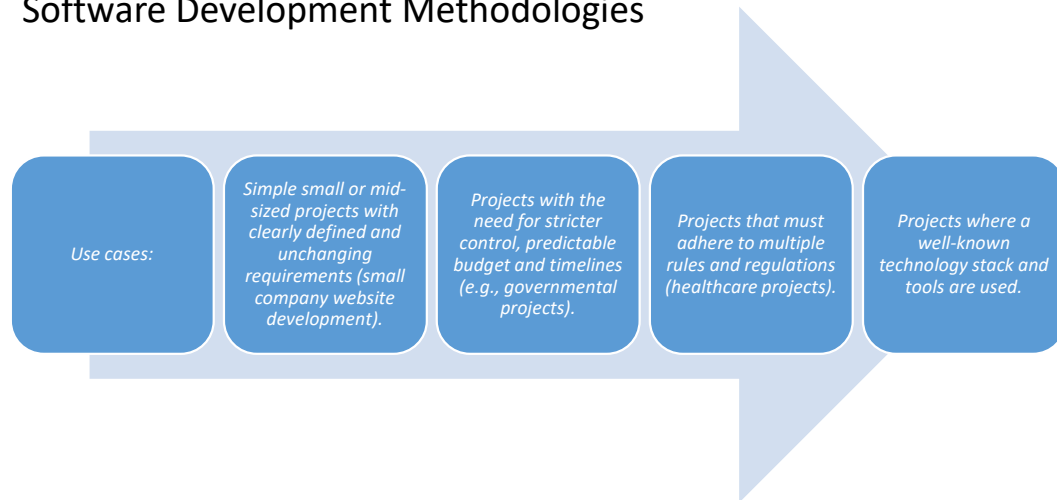 Software Development Methodologies
Use cases:
Simple small or mid-
sized projects with
clearly defined and
unchanging
requirements (small
company website
development).
Projects with the
need for stricter
control, predictable
budget and timelines
(e.g., governmental
projects).
Projects that must
adhere to multiple
rules and regulations
(healthcare projects).
Projects where a
well-known
technology stack and
tools are used.